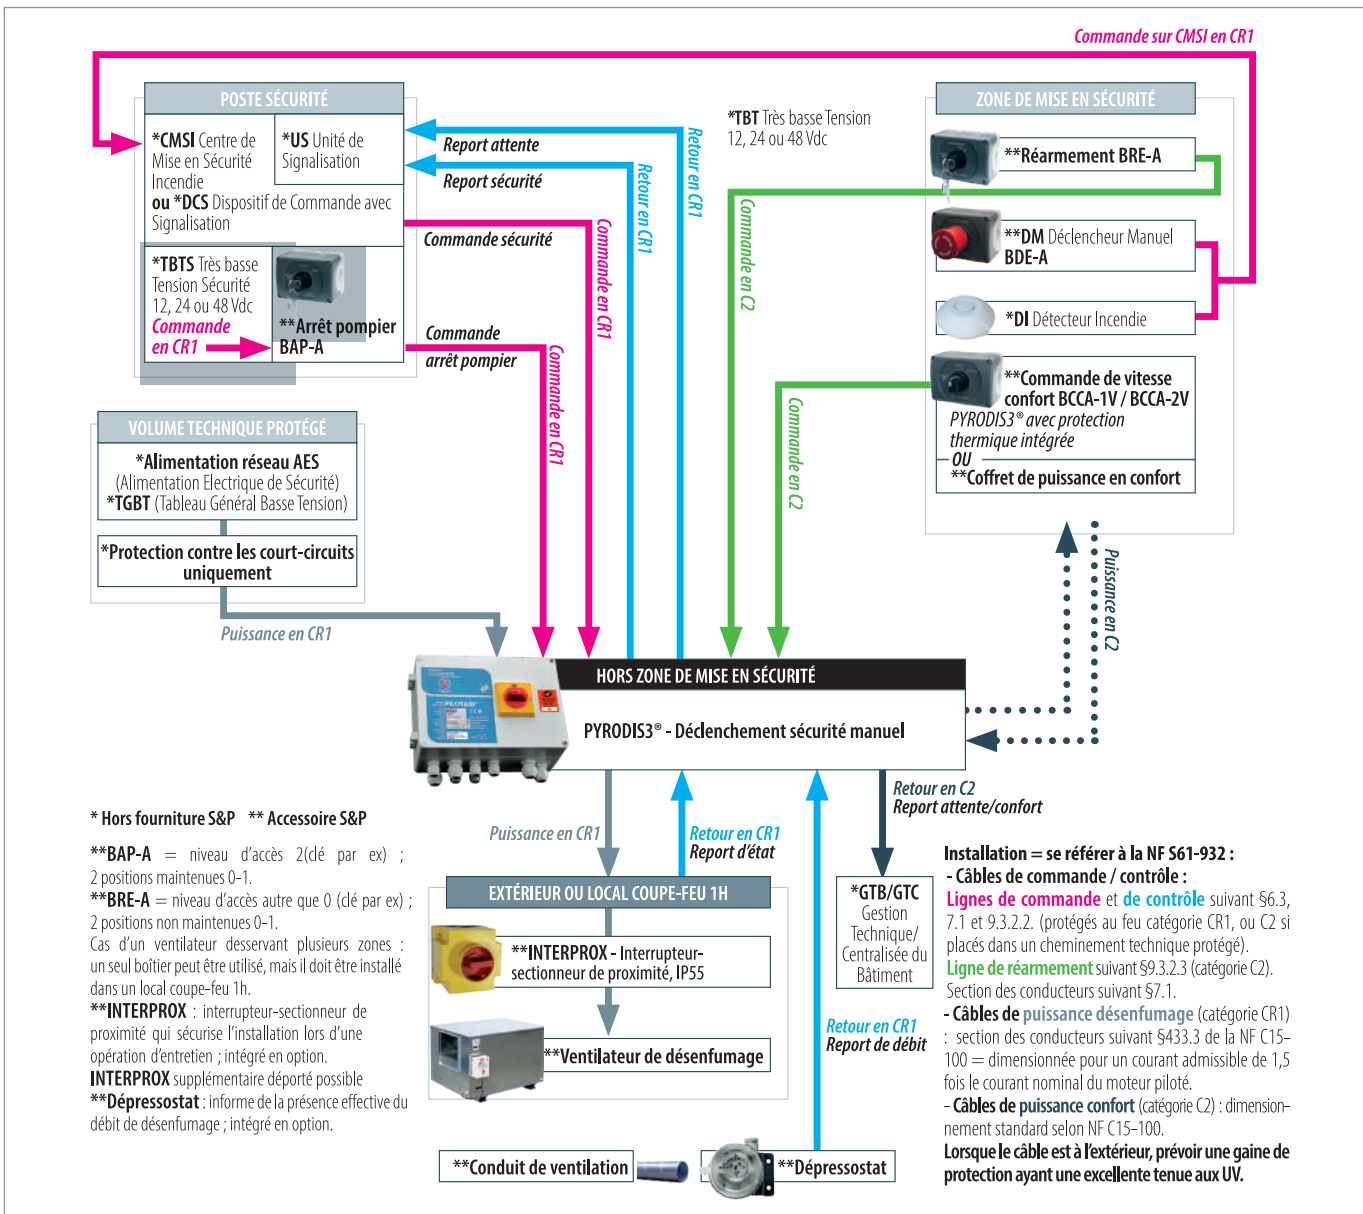 Commande sur CMSI en CR1
POSTE SÉCURITÉ
*CMSI Centre de
Mise en Sécurité
Incendie
ou *DCS Dispositif de Commande avec
Signalisation
*US Unité de
Signalisation
*TBTS Très basse
Tension Sécurité
12, 24 ou 48 Vdc
Commande
en CR1
**Arrêt pompier
BAP-A
Report attente
Report sécurité
Commande sécurité
Commande
arrêt pompier
Retour en CR1
Retour en CR1
Commande en CR1
Commande en CR1
*TBT Très basse Tension
12, 24 ou 48 Vdc
Commande en C2
Commande en C2
ZONE DE MISE EN SÉCURITÉ
**Réarmement BRE-A
**DM Déclencheur Manuel
BDE-A
*DI Détecteur Incendie
**Commande de vitesse
confort BCCA-1V / BCCA-2V
PYRODIS3® avec protection
thermique intégrée
OU
**Coffret de puissance en confort
Puissance en C2
VOLUME TECHNIQUE PROTÉGÉ
*Alimentation réseau AES
(Alimentation Electrique de Sécurité)
*TGBT (Tableau Général Basse Tension)
*Protection contre les court-circuits
uniquement
Puissance en CR1
HORS ZONE DE MISE EN SÉCURITÉ
PYRODIS3® - Déclenchement sécurité manuel
Puissance en CR1
Retour en CR1
Report d'état
Retour en C2
Report attente/confort
EXTÉRIEUR OU LOCAL COUPE-FEU 1H
**INTERPROX - Interrupteur-
sectionneur de proximité, IP55
**Ventilateur de désenfumage
*GTB/GTC
Gestion
Technique/
Centralisée du
Bâtiment
Retour en CR1
Report de débit
**Conduit de ventilation
**Dépressostat
* Hors fourniture S&P ** Accessoire S&P
**BAP-A = niveau d'accès 2(clé par ex) ;
2 positions maintenues 0-1.
**BRE-A = niveau d'accès autre que 0 (clé par ex) ;
2 positions non maintenues 0-1.
Cas d'un ventilateur desservant plusieurs zones :
un seul boîtier peut être utilisé, mais il doit être installé
dans un local coupe-feu 1h.
**INTERPROX : interrupteur-sectionneur de
proximité qui sécurise l'installation lors d'une
opération d'entretien ; intégré en option.
INTERPROX supplémentaire déporté possible
**Dépressostat : informe de la présence effective du
débit de désenfumage ; intégré en option.
Installation = se référer à la NF S61-932 :
- Câbles de commande / contrôle :
Lignes de commande et de contrôle suivant §6.3,
7.1 et 9.3.2.2. (protégés au feu catégorie CR1, ou C2 si
placés dans un cheminement technique protégé).
Ligne de réarmement suivant §9.3.2.3 (catégorie C2).
Section des conducteurs suivant §7.1.
- Câbles de puissance désenfumage (catégorie CR1)
: section des conducteurs suivant §433.3 de la NF C15-
100 = dimensionnée pour un courant admissible de 1,5
fois le courant nominal du moteur piloté.
- Câbles de puissance confort (catégorie C2) : dimension-
nement standard selon NF C15-100.
Lorsque le câble est à l'extérieur, prévoir une gaine de
protection ayant une excellente tenue aux UV.